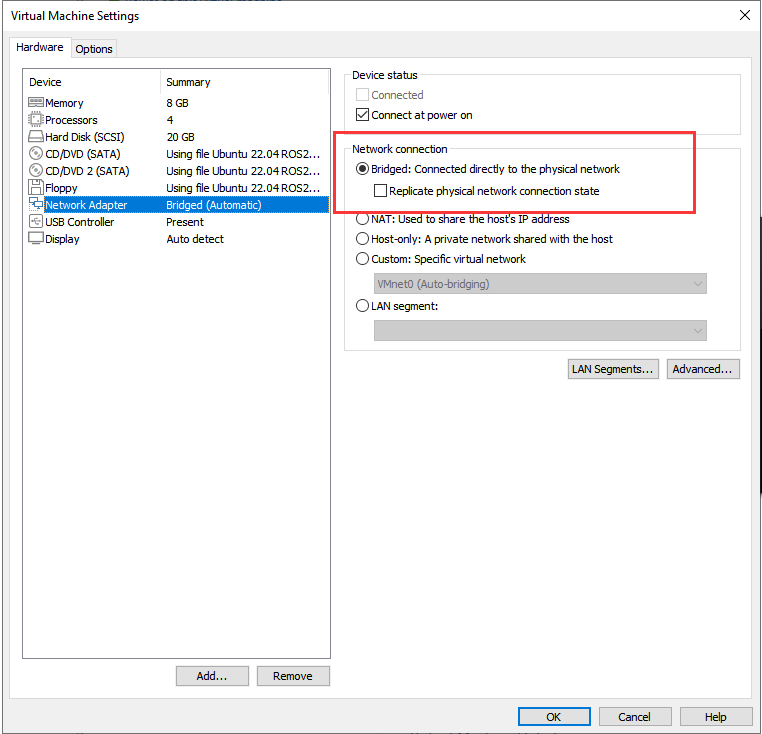 Virtual Machine Settings
Hardware
Options
Device Summary
Memory 8 GB
Processors 4
Hard Disk (SCSI) 20 GB
CD/DVD (SATA) Using file Ubuntu 22.04 ROS2...
CD/DVD 2 (SATA) Using file Ubuntu 22.04 ROS2...
Floppy Using file Ubuntu 22.04 ROS2...
Network Adapter Bridged (Automatic)
USB Controller Present
Display Auto detect
Add...
Remove
Device status
Connected
Connect at power on
Network connection
Bridged: Connected directly to the physical network
Replicate physical network connection state
NAT: Used to share the host's IP address
Host-only: A private network shared with the host
Custom: Specific virtual network
VMnet0 (Auto-bridging)
LAN segment:
LAN Segments...
Advanced...
OK
Cancel
Help